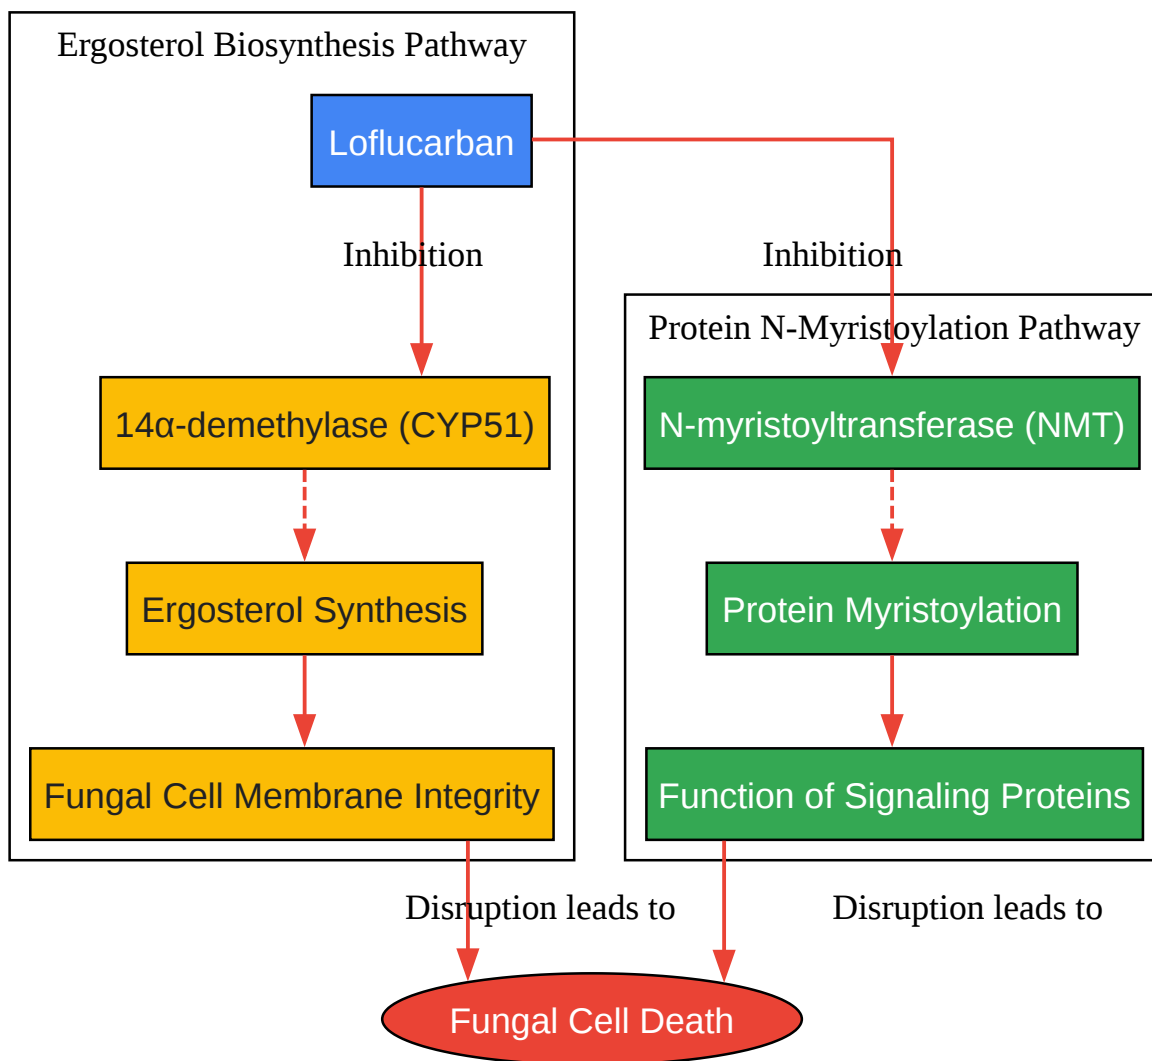 Ergosterol Biosynthesis Pathway
Loflucarban
Inhibition
Inhibition
Protein N-Myristoylation Pathway
14α-demethylase (CYP51)
N-myristoyltransferase (NMT)
Ergosterol Synthesis
Protein Myristoylation
Fungal Cell Membrane Integrity
Function of Signaling Proteins
Disruption leads to
Disruption leads to
Fungal Cell Death